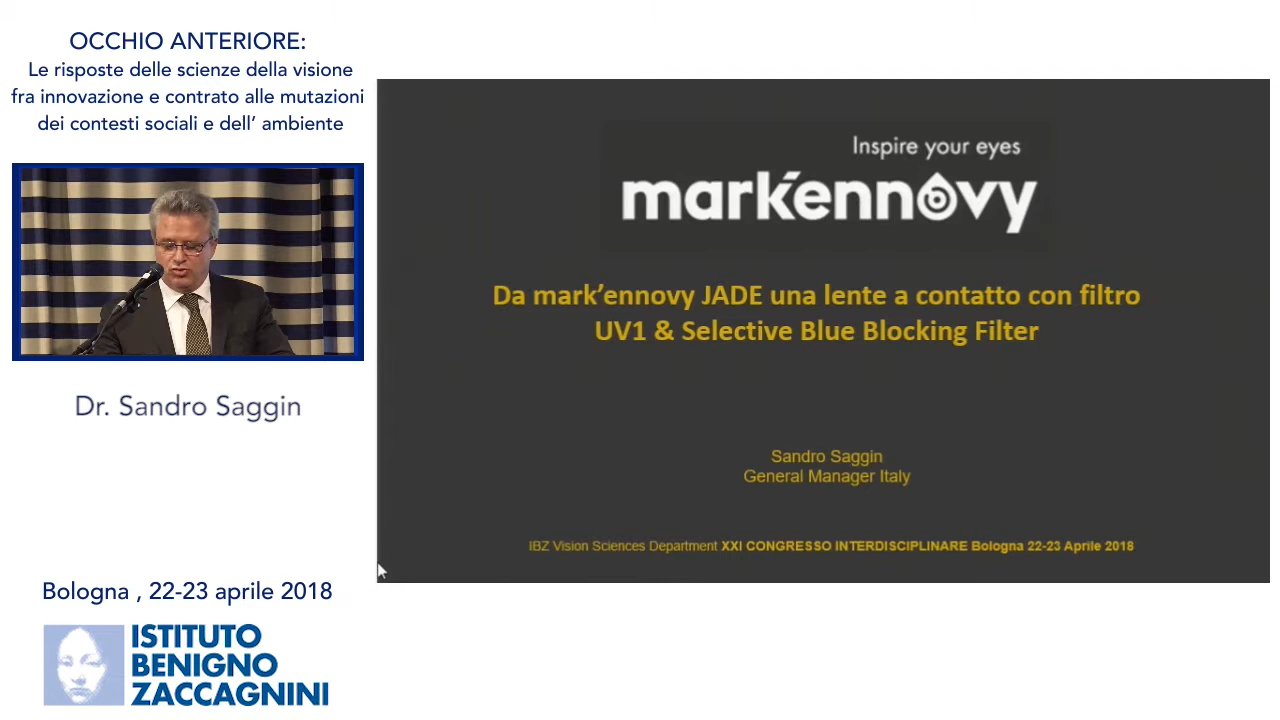 OCCHIO ANTERIORE:
Le risposte delle scienze della visione
fra innovazione e contrato alle mutazioni
dei contesti sociali e dell' ambiente
Dr. Sandro Saggin
Bologna , 22-23 aprile 2018
ISTITUTO
BENIGNO
ZACCAGNINI
Inspire your eyes
mark'ennovy
Da mark'ennovy JADE una lente a contatto con filtro
UV1 & Selective Blue Blocking Filter
Sandro Saggin
General Manager Italy
IBZ Vision Sciences Department XXI CONGRESSO INTERDISCIPLINARE Bologna 22-23 Aprile 2018